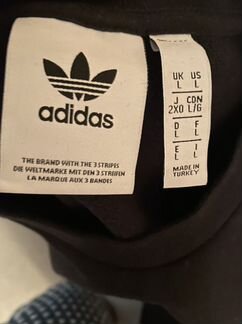 adidas
THE BRAND WITH THE 3 STRIPES
DIE WELTMARKE MIT DEN 3 STREIFEN
LA MARQUE AUX 3 BANDES
UK US
L L
J CDN
2XO L/G
D F
L L
E I
L L
MADE IN
TURKEY